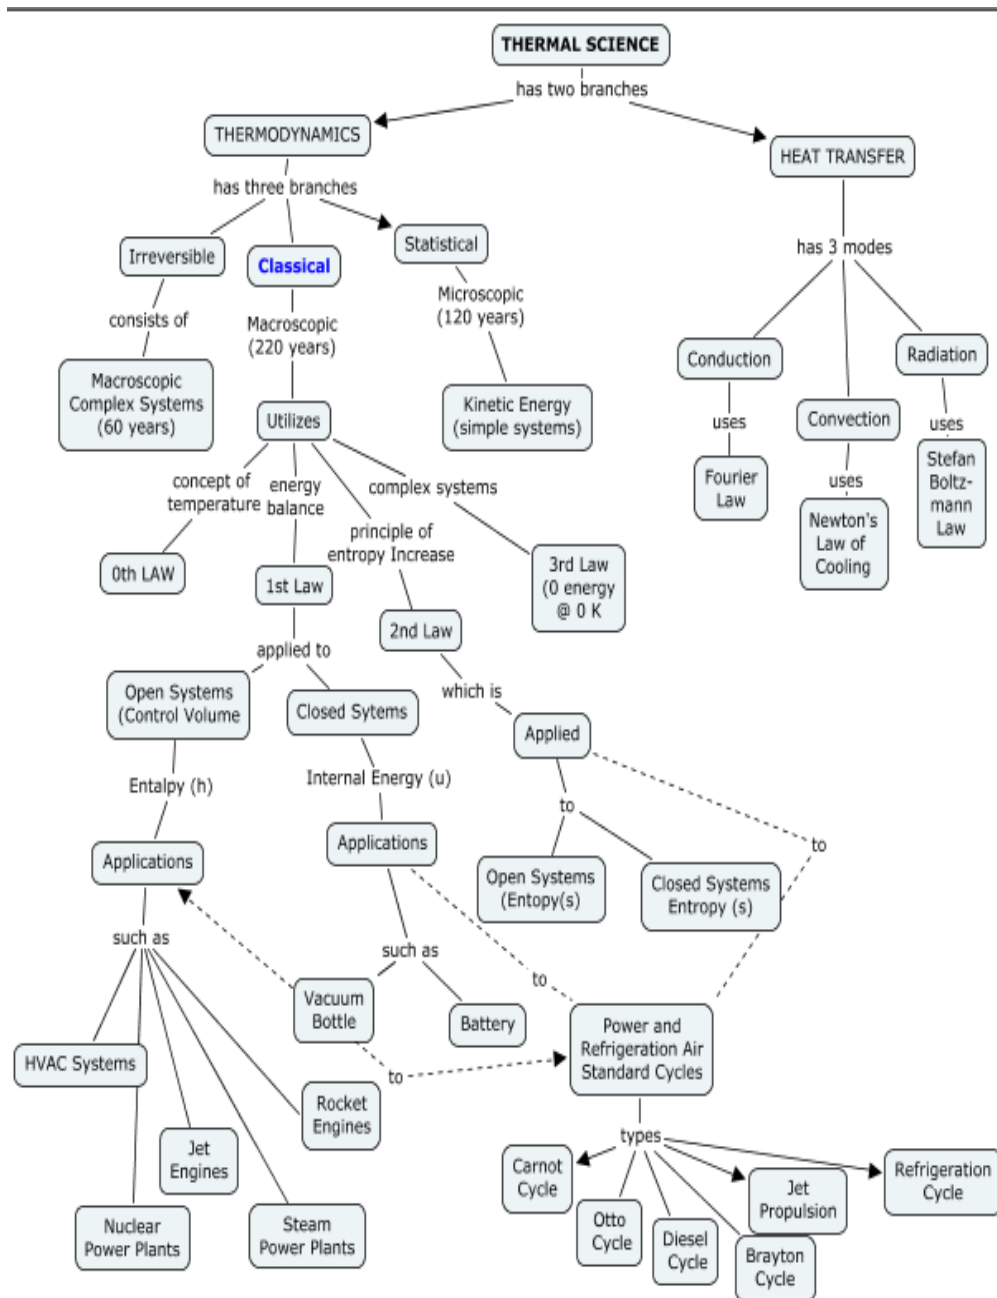 THERMAL SCIENCE
has two branches
THERMODYNAMICS
HEAT TRANSFER
has three branches
Irreversible
Classical
Statistical
has 3 modes
consists of
Macroscopic
(220 years)
Microscopic
(120 years)
Conduction
Radiation
Macroscopic
Complex Systems
(60 years)
Utilizes
Kinetic Energy
(simple systems)
Convection
uses
uses
uses
Fourier
Law
Newton's
Law of
Cooling
Stefan
Boltz-
mann
Law
concept of
temperature
energy
balance
principle of
entropy Increase
complex systems
0th LAW
1st Law
2nd Law
3rd Law
(0 energy
@ 0 K
applied to
which is
Open Systems
(Control Volume
Closed Sytems
Applied
Entalpy (h)
Internal Energy (u)
to
to
Applications
Applications
Open Systems
(Entopy(s)
Closed Systems
Entropy (s)
such as
such as
to
Vacuum
Bottle
Battery
Power and
Refrigeration Air
Standard Cycles
to
HVAC Systems
Rocket
Engines
Jet
Engines
Nuclear
Power Plants
Steam
Power Plants
types
Carnot
Cycle
Otto
Cycle
Diesel
Cycle
Brayton
Cycle
Jet
Propulsion
Refrigeration
Cycle